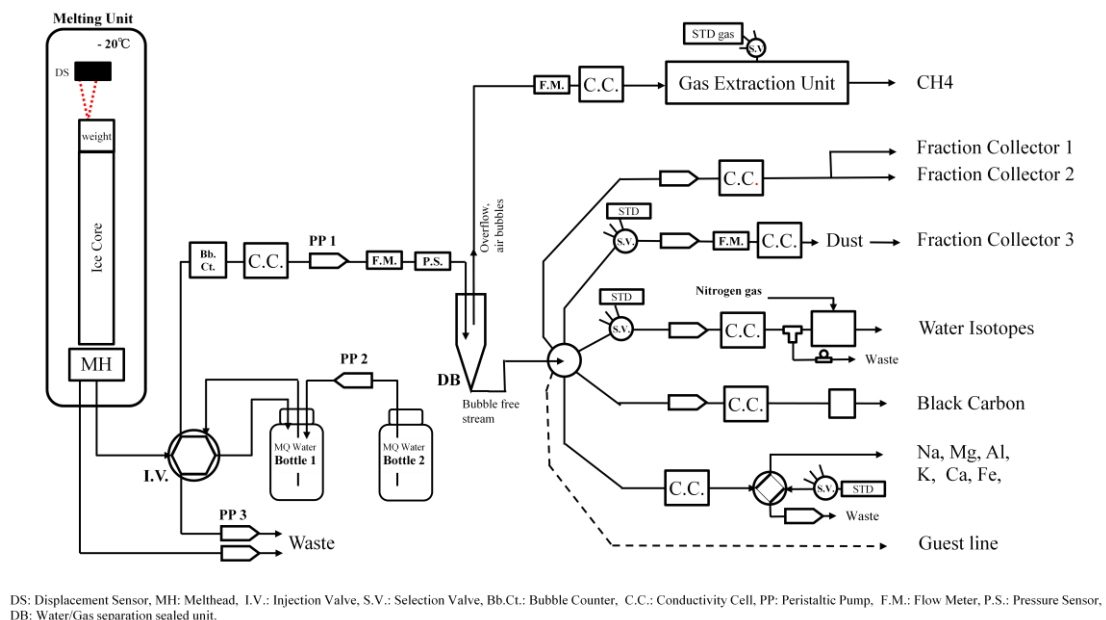 Melting Unit
- 20℃
DS
weight
Ice Core
MH
Bb.
Ct.
C.C.
PP 1
F.M.
P.S.
Overflow,
air bubbles
DB
Bubble free
stream
PP 2
MQ Water
Bottle 1
I
MQ Water
Bottle 2
I
I.V.
PP 3
Waste
STD gas
S.V
F.M.
C.C.
Gas Extraction Unit
CH4
C.C.
Fraction Collector 1
Fraction Collector 2
STD
S.V.
F.M.
C.C.
Dust
Fraction Collector 3
STD
S.V.
C.C.
Nitrogen gas
Waste
Water Isotopes
C.C.
Black Carbon
C.C.
S.V.
STD
Waste
Na, Mg, Al,
K, Ca, Fe,
Guest line
DS: Displacement Sensor, MH: Melthead, I.V.: Injection Valve, S.V.: Selection Valve, Bb.Ct.: Bubble Counter, C.C.: Conductivity Cell, PP: Peristaltic Pump, F.M.: Flow Meter, P.S.: Pressure Sensor,
DB: Water/Gas separation sealed unit.